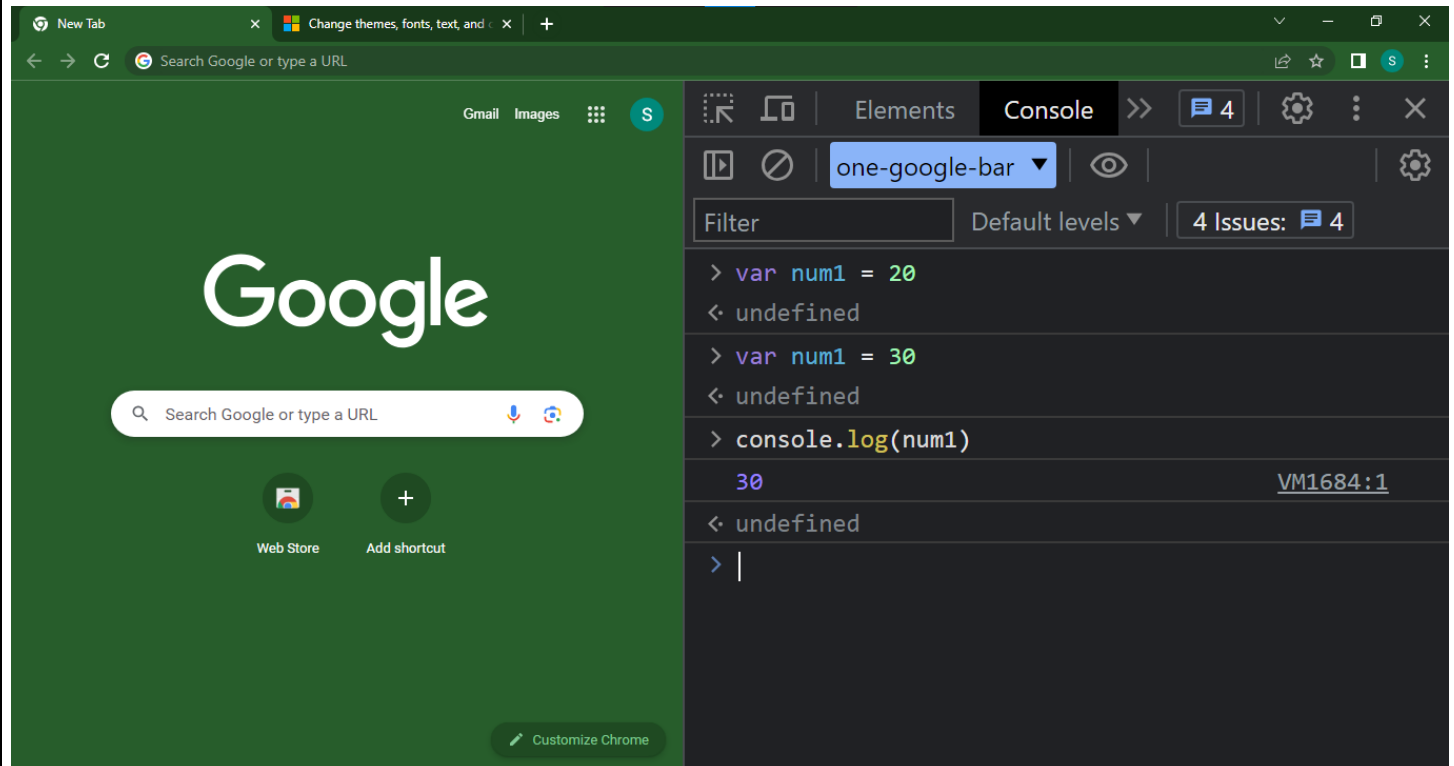 New Tab
Change themes, fonts, text, and c
Search Google or type a URL
S
Gmail Images
S
Google
Search Google or type a URL
Web Store Add shortcut
Customize Chrome
Elements Console 4
one-google-bar
Filter Default levels 4 Issues: 4
> var num1 = 20
undefined
> var num1 = 30
undefined
> console.log(num1)
30 VM1684:1
undefined
>